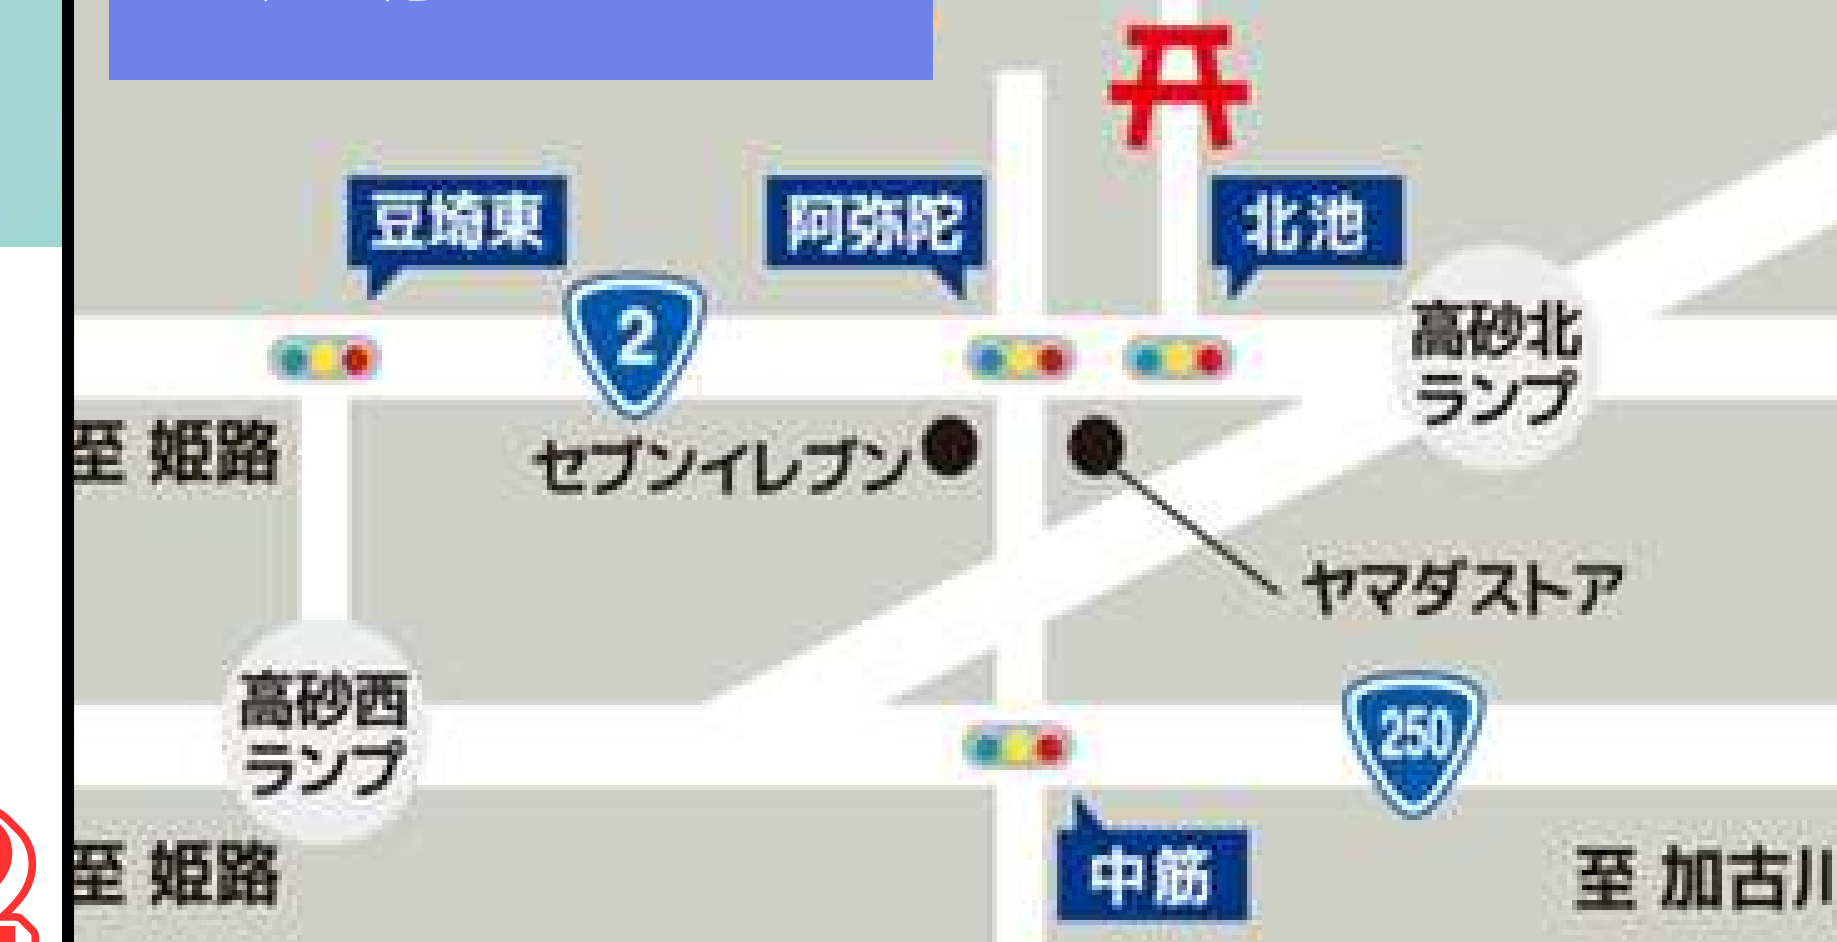 豆埼東
阿弥陀
北池
2
高砂北
ランプ
至 姫路
セブンイレブン
ヤマダストア
高砂西
ランプ
250
至 姫路
中筋
至 加古川